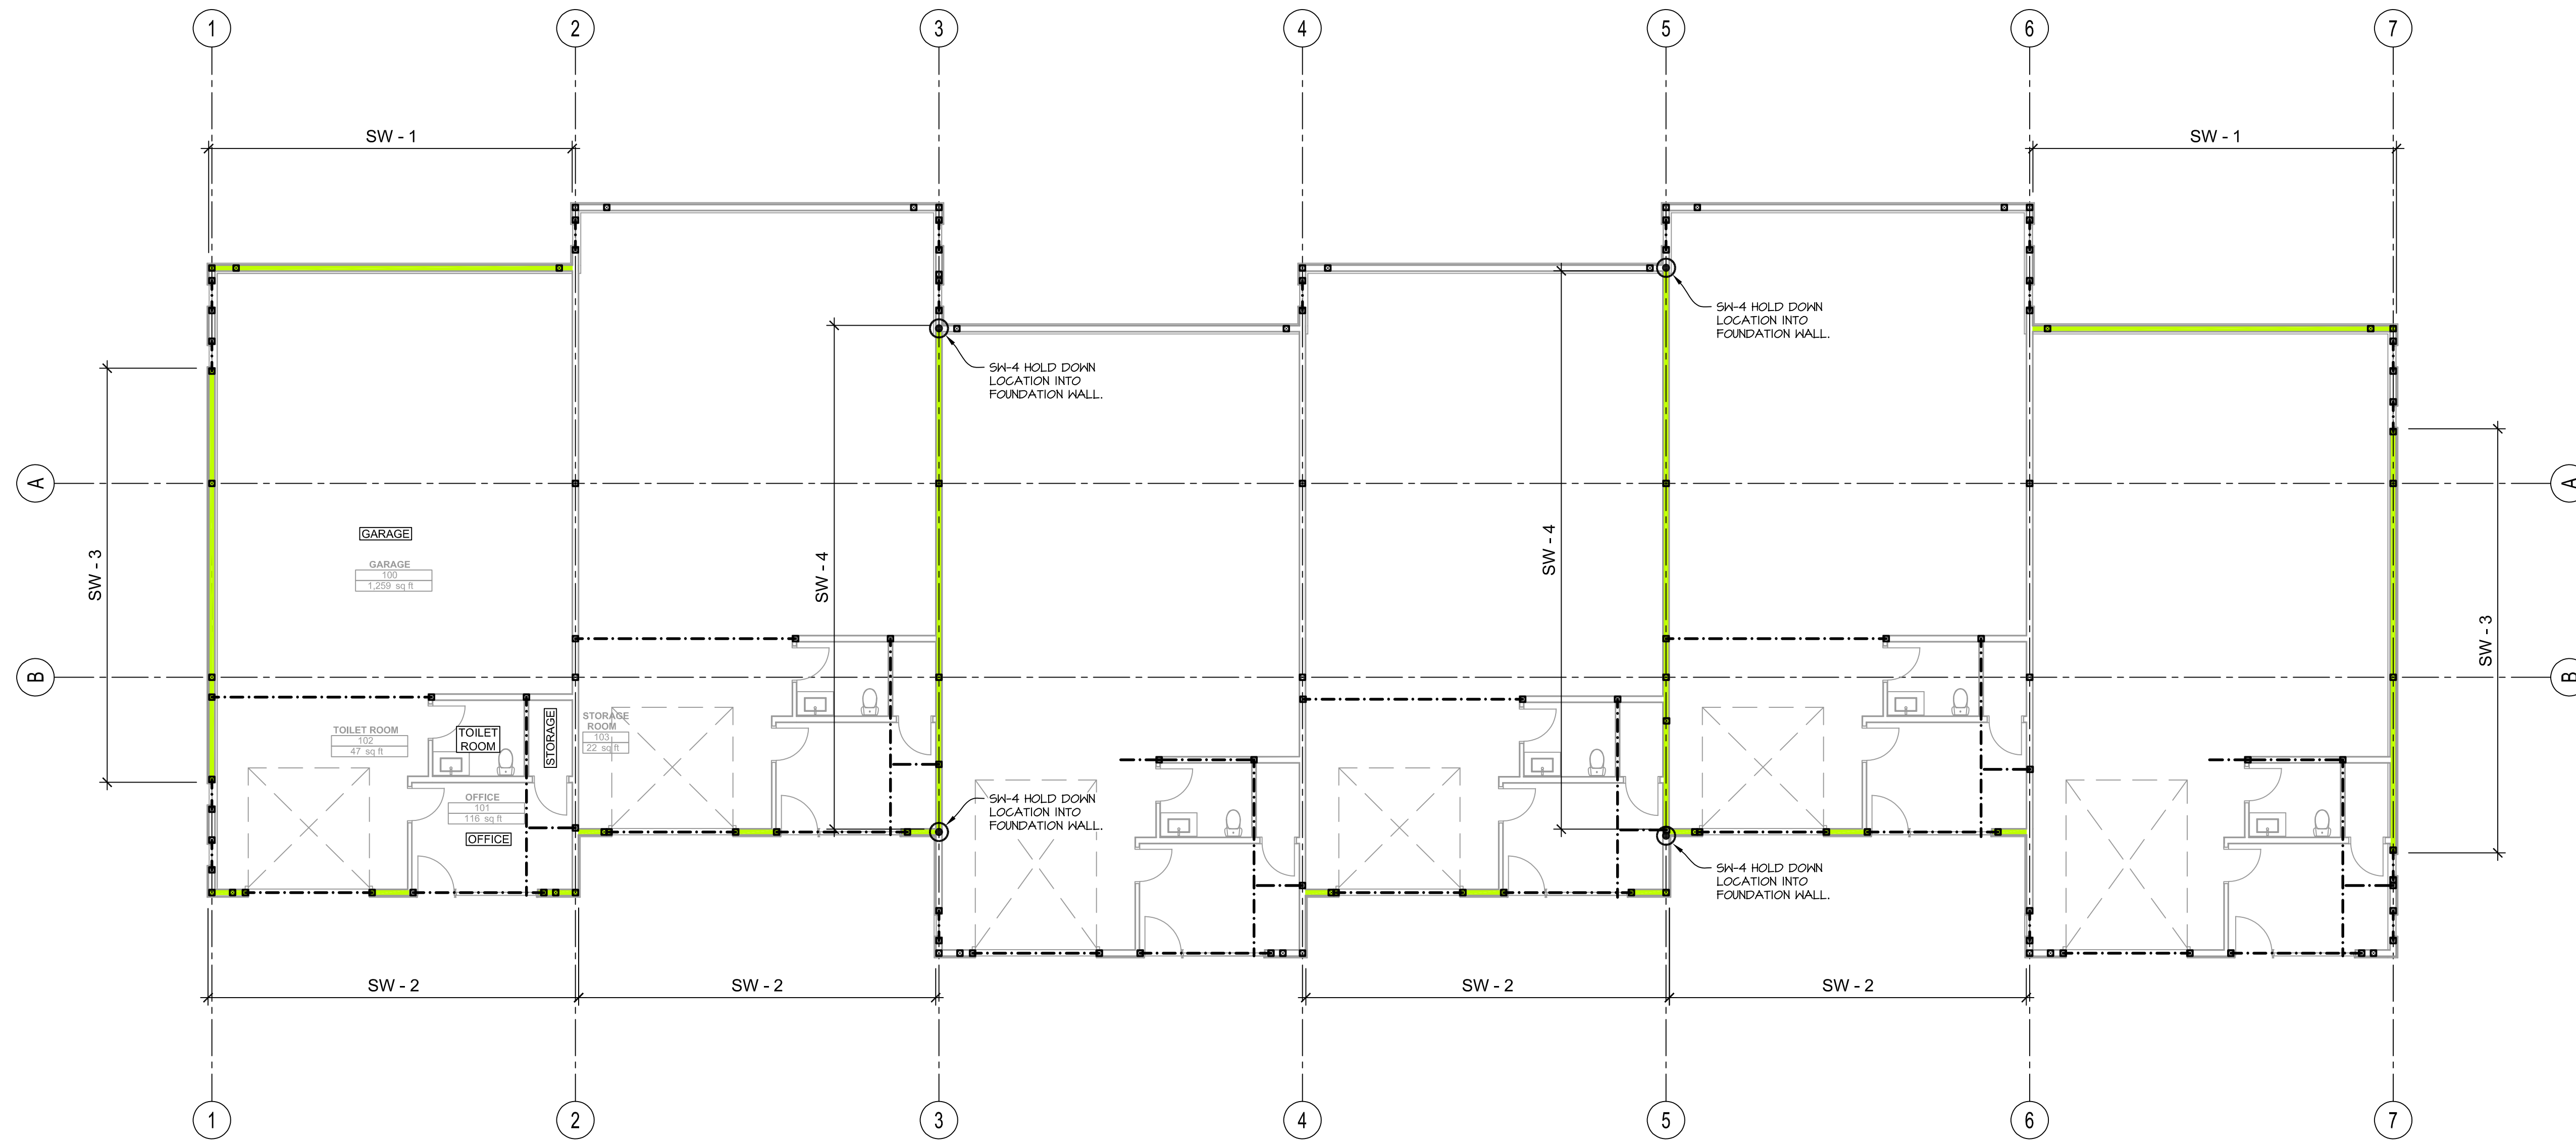 1
2
3
4
5
6
7
SW - 1
SW - 1
SW-4 HOLD DOWN
LOCATION INTO
FOUNDATION WALL.
SW-4 HOLD DOWN
LOCATION INTO
FOUNDATION WALL.
A
A
GARAGE
GARAGE
100
1,259 sq ft
SW - 3
SW - 4
SW - 4
SW - 3
B
B
TOILET ROOM
102
47 sq ft
TOILET
ROOM
STORAGE
STORAGE
ROOM
103
22 sq ft
OFFICE
101
116 sq ft
OFFICE
SW-4 HOLD DOWN
LOCATION INTO
FOUNDATION WALL.
SW-4 HOLD DOWN
LOCATION INTO
FOUNDATION WALL.
SW - 2
SW - 2
SW - 2
SW - 2
1
2
3
4
5
6
7